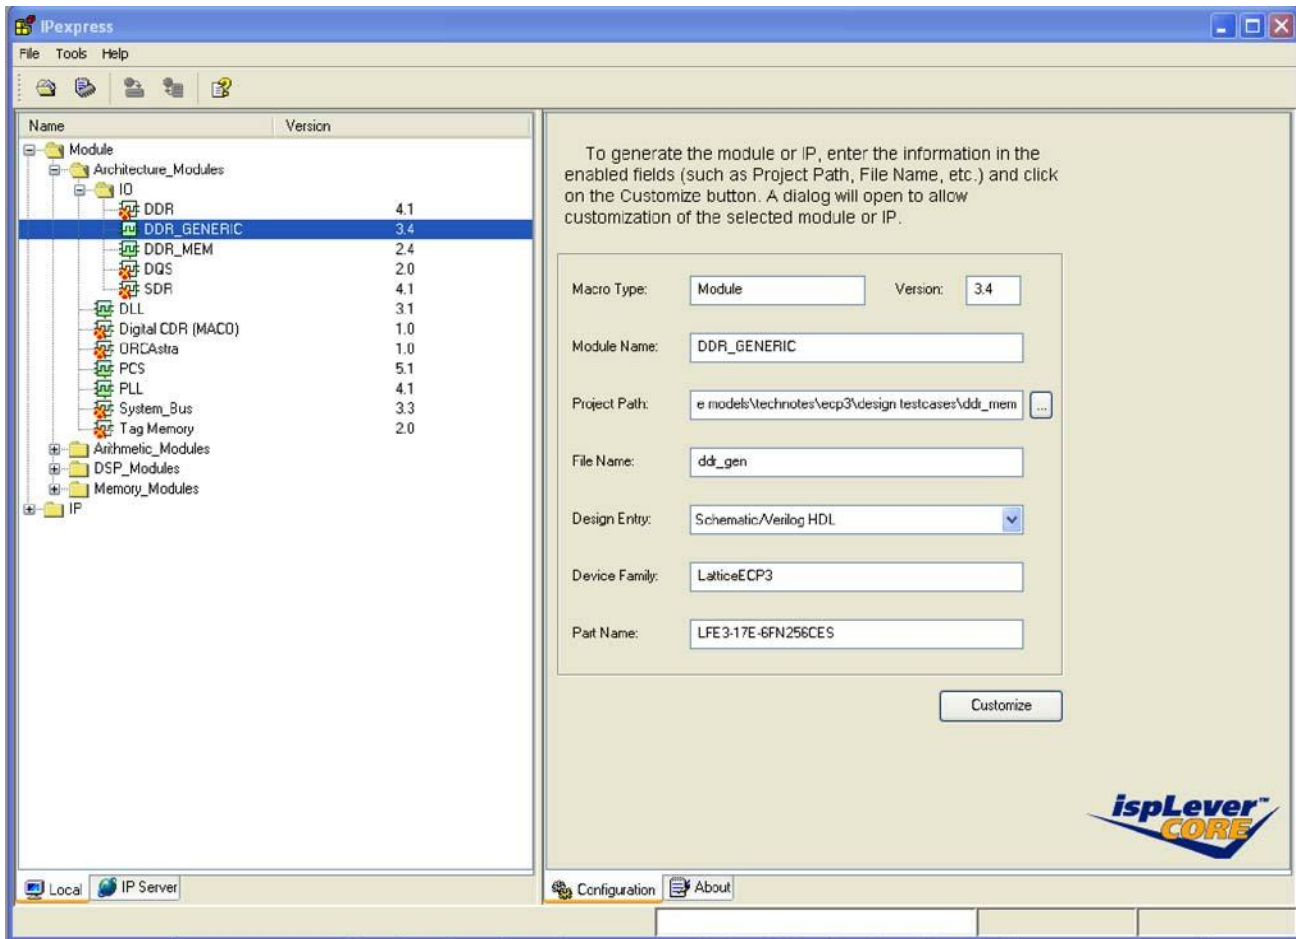 IPexpress
File Tools Help
Name Version
Module
Architecture_Modules
IO
DDR 4.1
DDR_GENERIC 3.4
DDR_MEM 2.4
DQS 2.0
SDR 4.1
DLL 3.1
Digital CDR (MACO) 1.0
ORCAstra 1.0
PCS 5.1
PLL 4.1
System_Bus 3.3
Tag Memory 2.0
Arithmetic_Modules
DSP_Modules
Memory_Modules
IP
Local IP Server
To generate the module or IP, enter the information in the
enabled fields (such as Project Path, File Name, etc.) and click
on the Customize button. A dialog will open to allow
customization of the selected module or IP.
Macro Type: Module Version: 3.4
Module Name: DDR_GENERIC
Project Path: e models\technotes\ecp3\design testcases\ddr_mem ...
File Name: ddr_gen
Design Entry: Schematic/Verilog HDL
Device Family: LatticeECP3
Part Name: LFE3-17E-6FN256CES
Customize
ispLever™
CORE
Configuration About